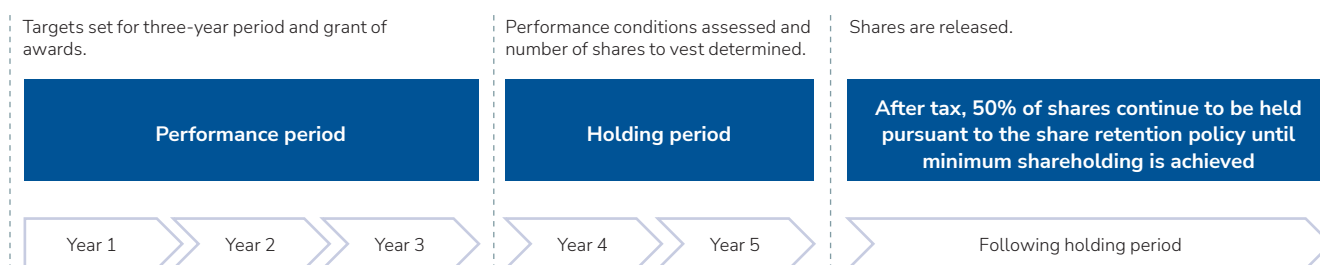 Targets set for three-year period and grant of
awards.
Performance conditions assessed and
number of shares to vest determined.
Shares are released.
Performance period
Holding period
After tax, 50% of shares continue to be held
pursuant to the share retention policy until
minimum shareholding is achieved
Year 1
Year 2
Year 3
Year 4
Year 5
Following holding period